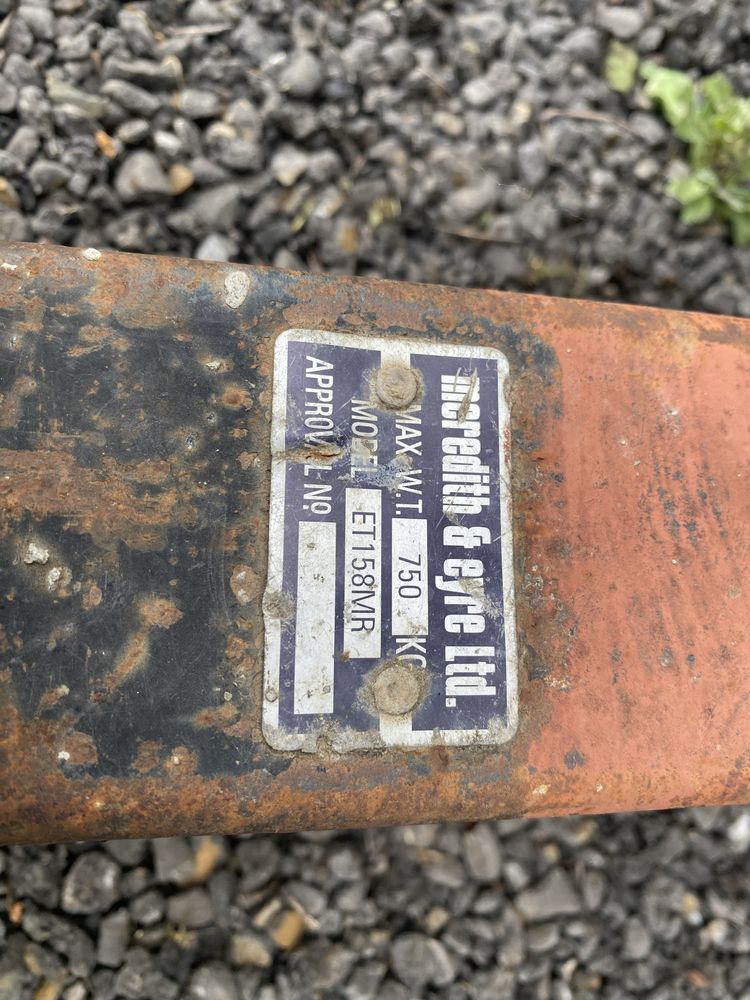 meredith & eyre Ltd.
MAX. W.T. 750 KG
MODEL ET158MR
APPROVAL Nº